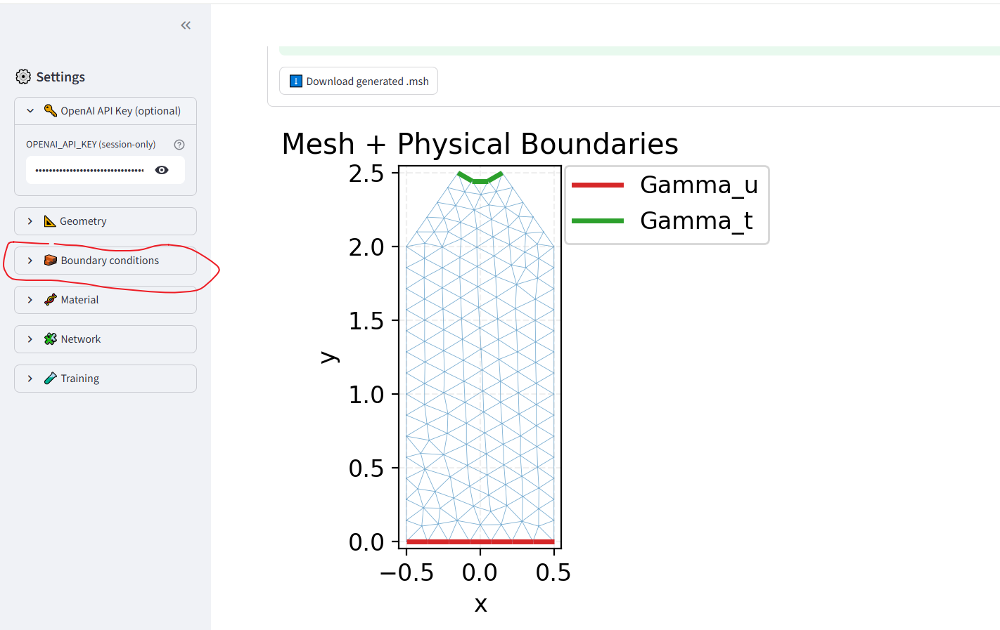 Settings
OpenAI API Key (optional)
OPENAI_API_KEY (session-only)
Geometry
Boundary conditions
Material
Network
Training
Download generated .msh
Mesh + Physical Boundaries
Gamma_u
Gamma_t
2.5
2.0
1.5
1.0
0.5
0.0
y
−0.5 0.0 0.5
x